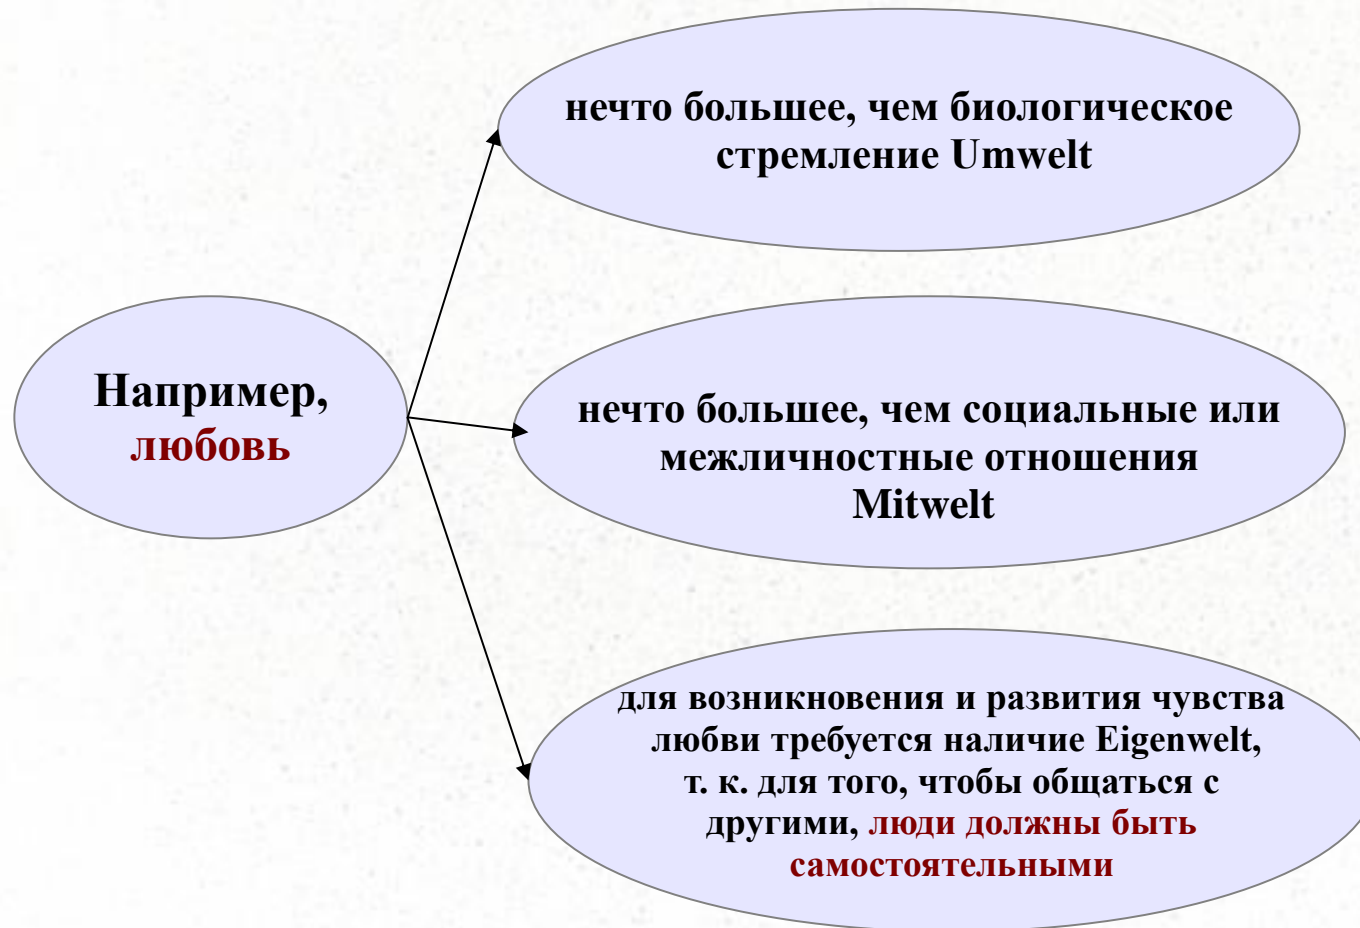 нечто большее, чем биологическое
стремление Umwelt
Например,
любовь
нечто большее, чем социальные или
межличностные отношения
Mitwelt
для возникновения и развития чувства
любви требуется наличие Eigenwelt,
т. к. для того, чтобы общаться с
другими, люди должны быть
самостоятельными